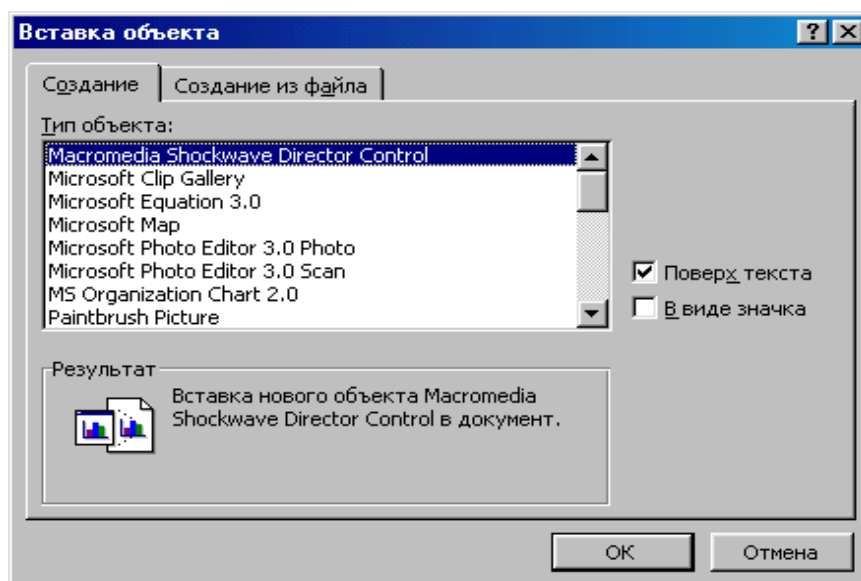 Вставка объекта
Создание
Создание из файла
Тип объекта:
Macromedia Shockwave Director Control
Microsoft Clip Gallery
Microsoft Equation 3.0
Microsoft Map
Microsoft Photo Editor 3.0 Photo
Microsoft Photo Editor 3.0 Scan
MS Organization Chart 2.0
Paintbrush Picture
Поверх текста
В виде значка
Результат
Вставка нового объекта Macromedia
Shockwave Director Control в документ.
ОК
Отмена